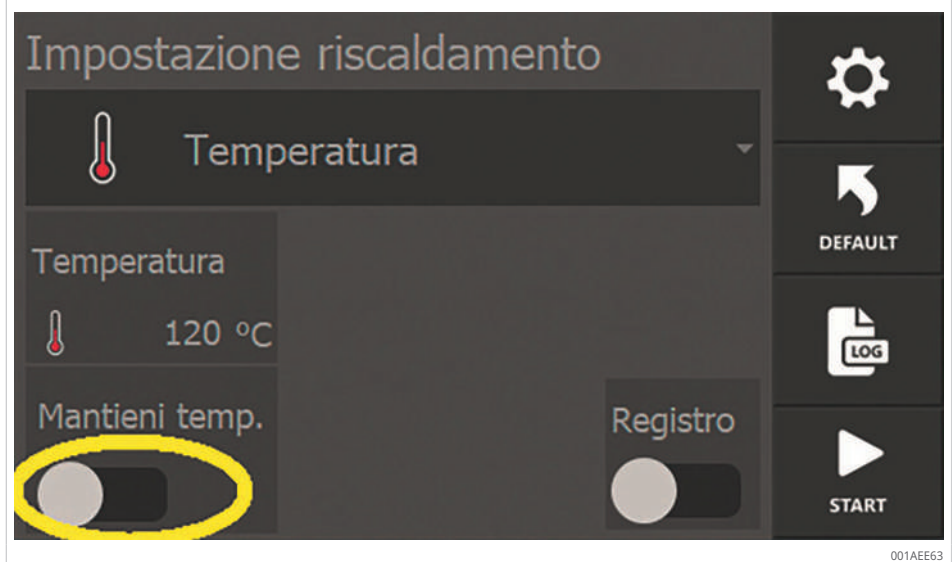 Impostazione riscaldamento
Temperatura
Temperatura
120 °C
Mantieni temp.
Registro
DEFAULT
LOG
START
001AEE63